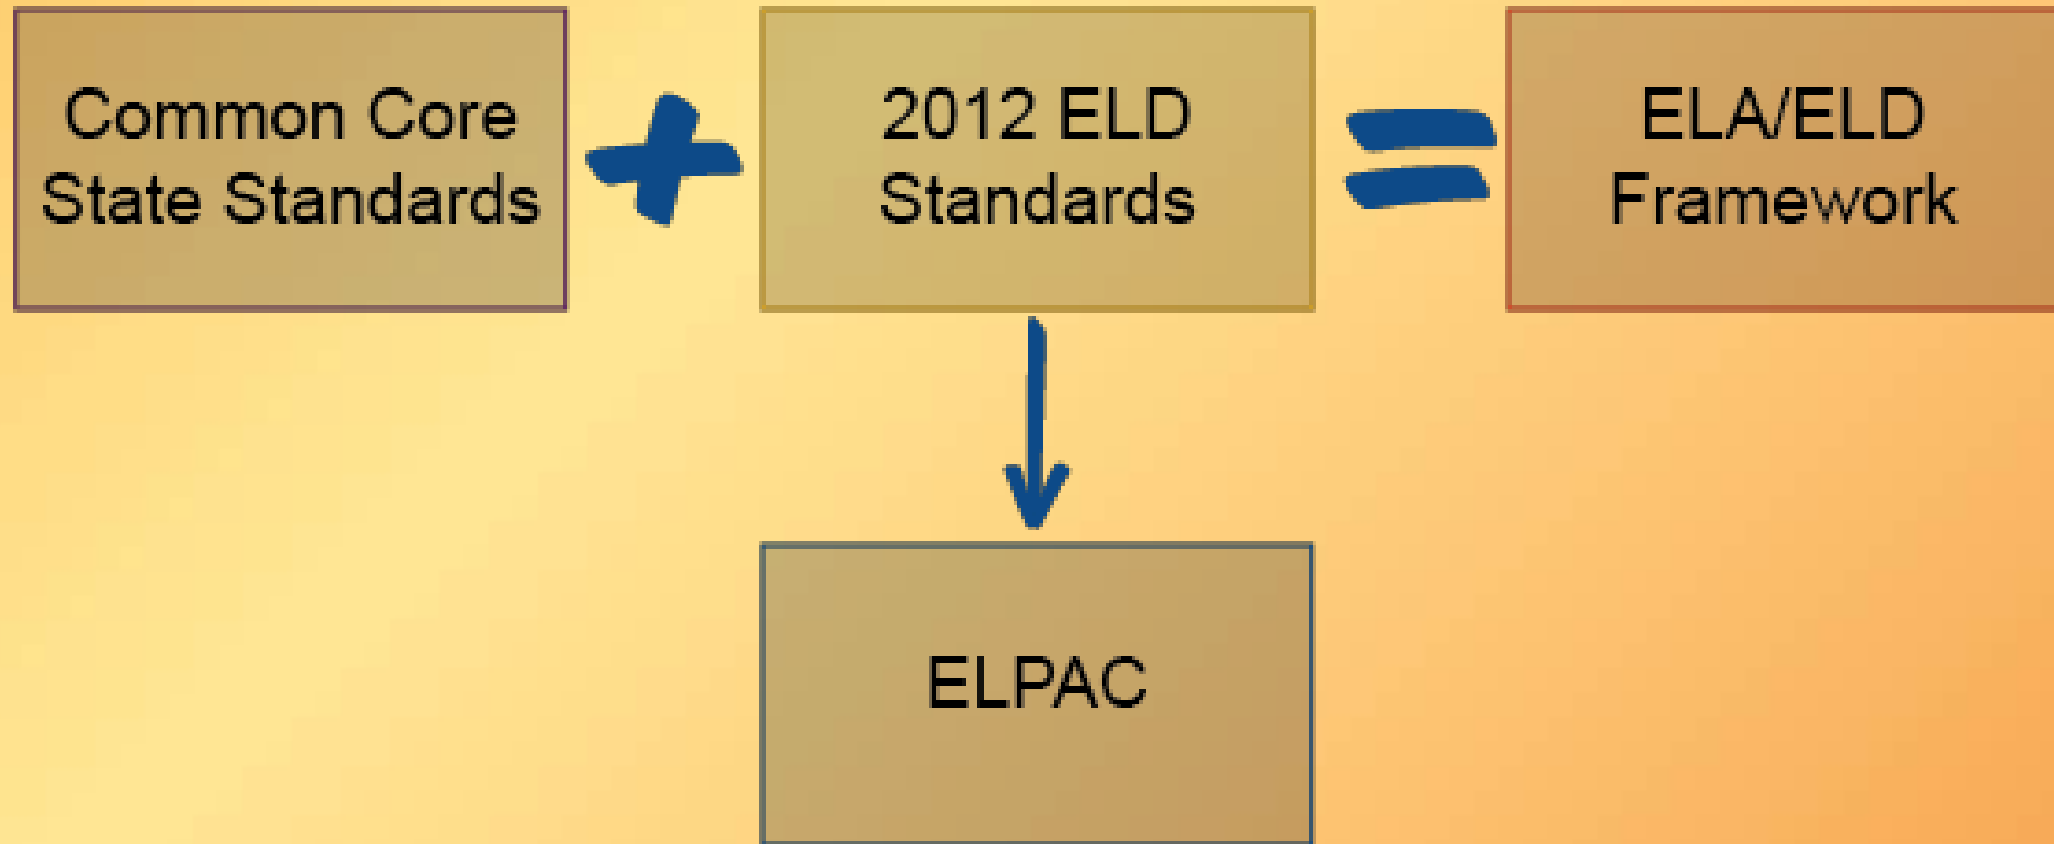 Common Core
State Standards
2012 ELD
Standards
ELA/ELD
Framework
ELPAC